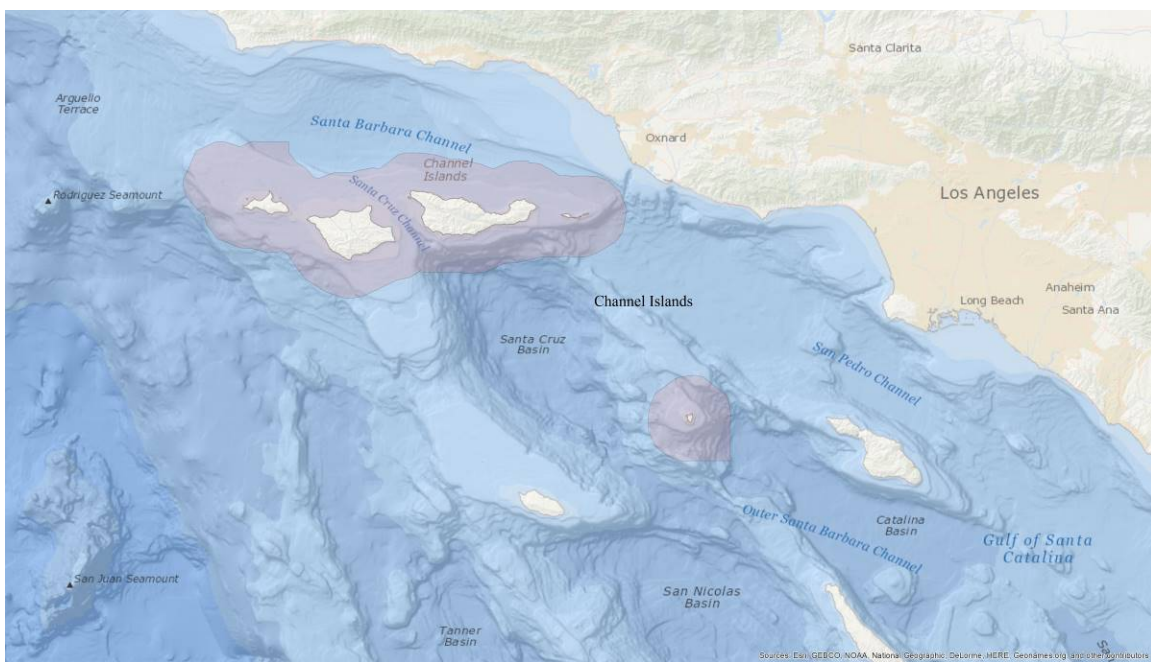 Santa Clarita
Arguello
Terrace
Santa Barbara Channel
Oxnard
Channel
Islands
Rodriguez Seamount
Santa Cruz Channel
Los Angeles
Anaheim
Channel Islands
Long Beach
Santa Ana
Santa Cruz
Basin
San Pedro Channel
Outer Santa Barbara Channel
Catalina
Basin
Gulf of Santa
Catalina
San Juan Seamount
San Nicolas
Basin
Tanner
Basin
Sources: Esri, GEBCO, NOAA, National Geographic, DeLorme, HERE, Geonames.org, and other contributors